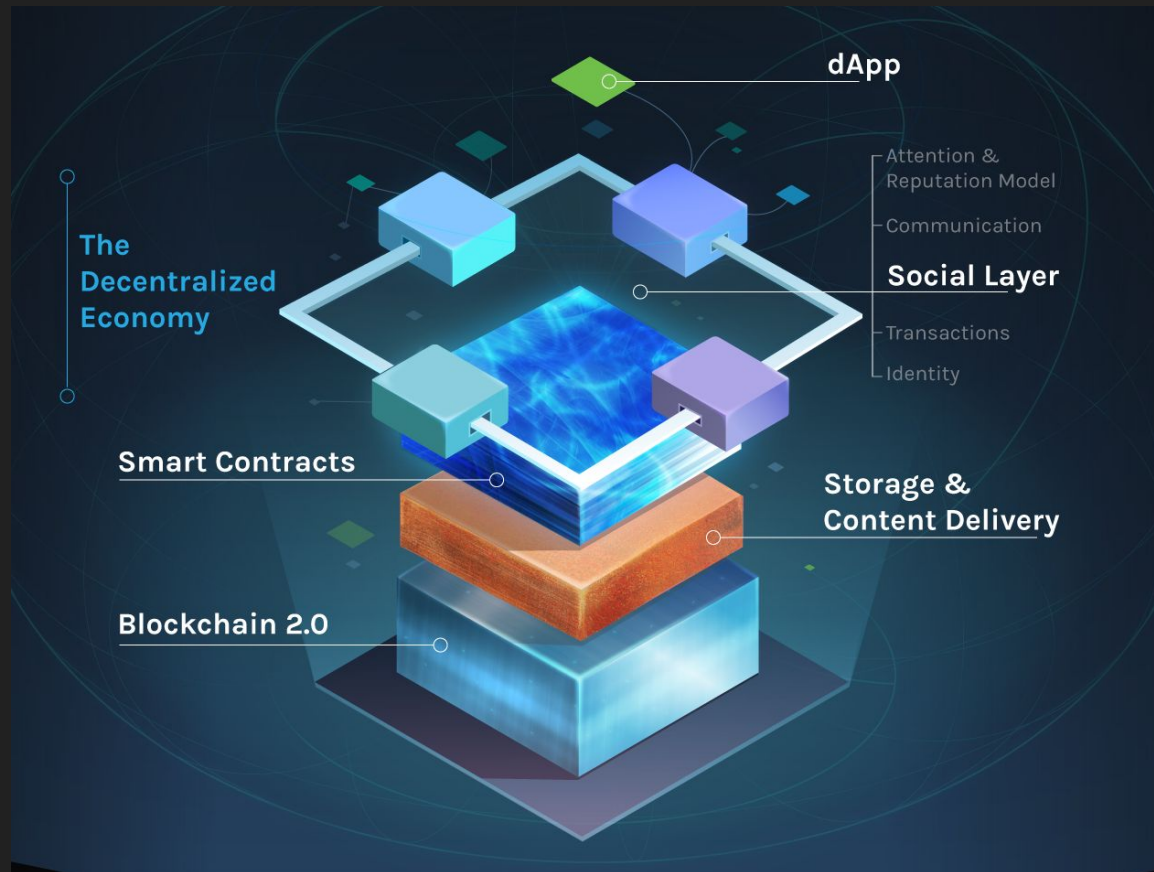 dApp
Attention &
Reputation Model
Communication
The
Decentralized
Economy
Social Layer
Transactions
Identity
Smart Contracts
Storage &
Content Delivery
Blockchain 2.0